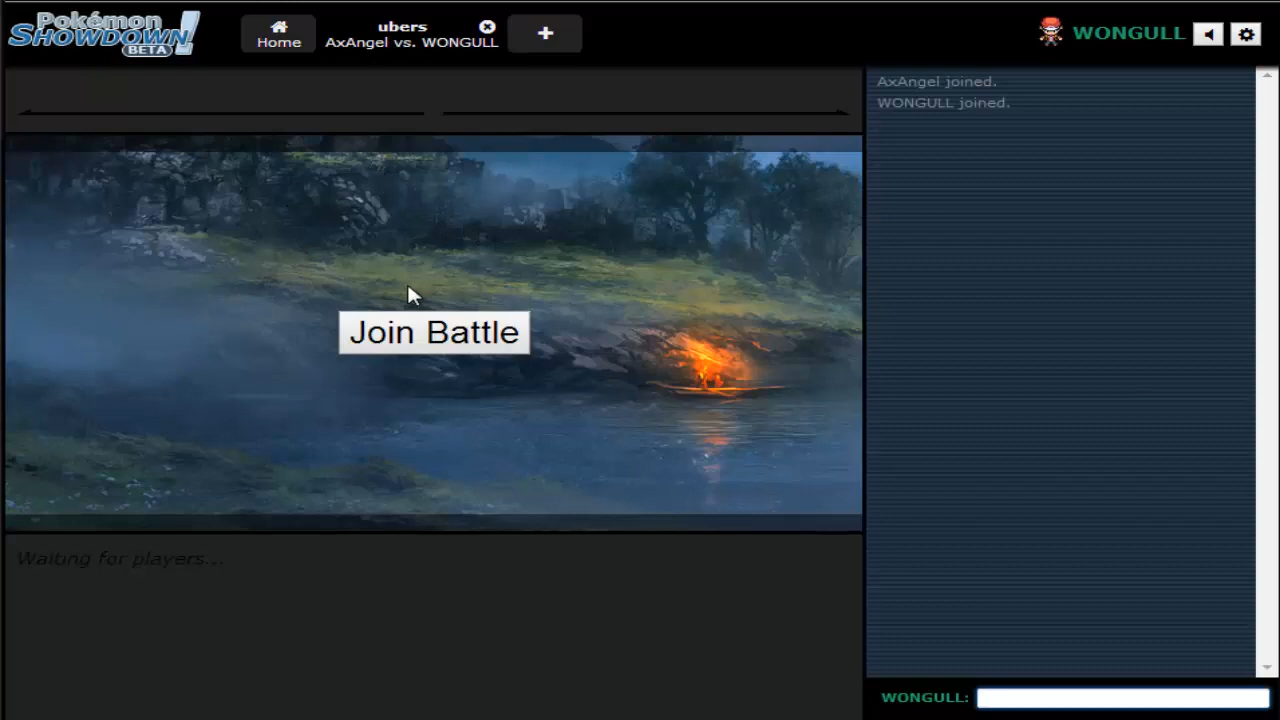 Pokémon
SHOWDOWN!
BETA
Home
ubers
AxAngel vs. WONGULL
+
WONGULL
AxAngel joined.
WONGULL joined.
Join Battle
Waiting for players...
WONGULL: